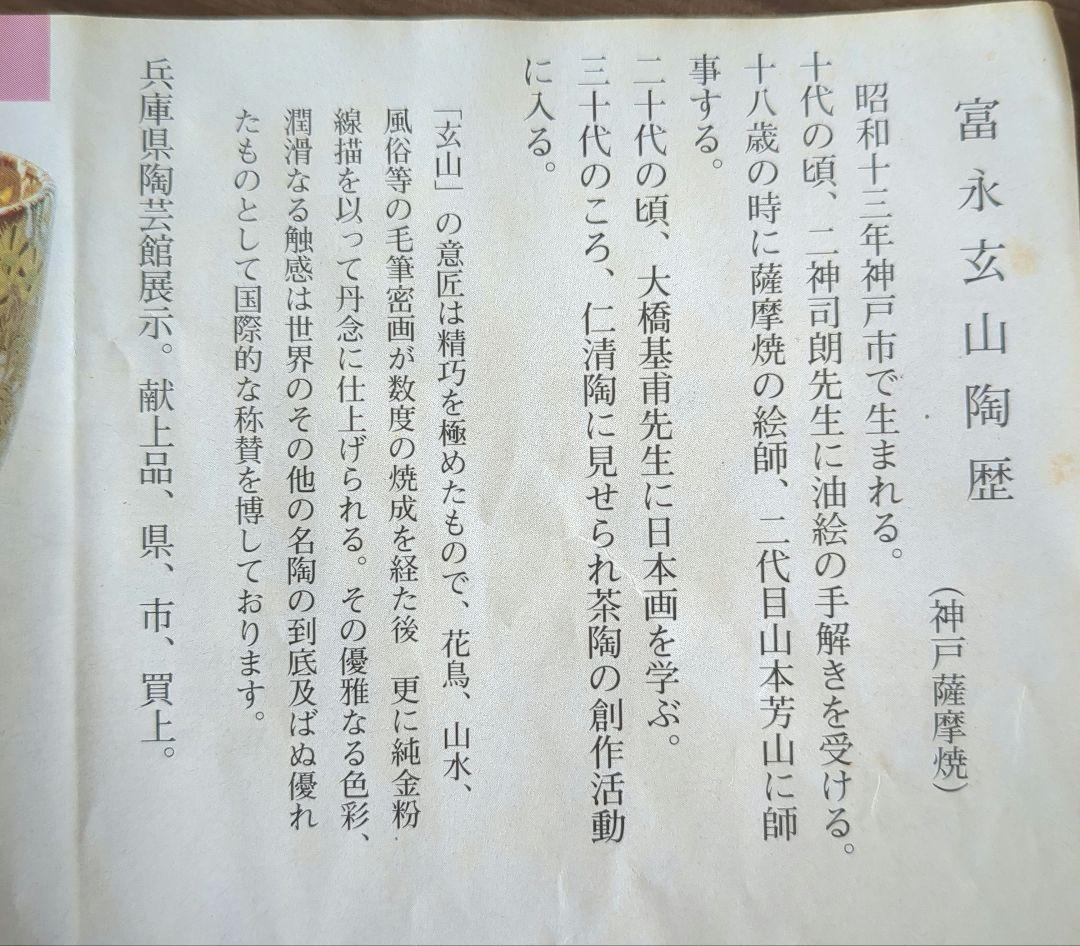 富永玄山陶歴
（神戸薩摩焼）
昭和十三年神戸市で生まれる。
十代の頃、二神司朗先生に油絵の手解きを受ける。
十八歳の時に薩摩焼の絵師、二代目山本芳山に師
事する。
二十代の頃、大橋基甫先生に日本画を学ぶ。
三十代のころ、仁清陶に見せられ茶陶の創作活動
に入る。
「玄山」の意匠は精巧を極めたもので、花鳥、山水、
風俗等の毛筆密画が数度の焼成を経た後　更に純金粉
線描を以って丹念に仕上げられる。その優雅なる色彩、
潤滑なる触感は世界のその他の名陶の到底及ばぬ優れ
たものとして国際的な称賛を博しております。
兵庫県陶芸館展示。献上品、県、市、買上。